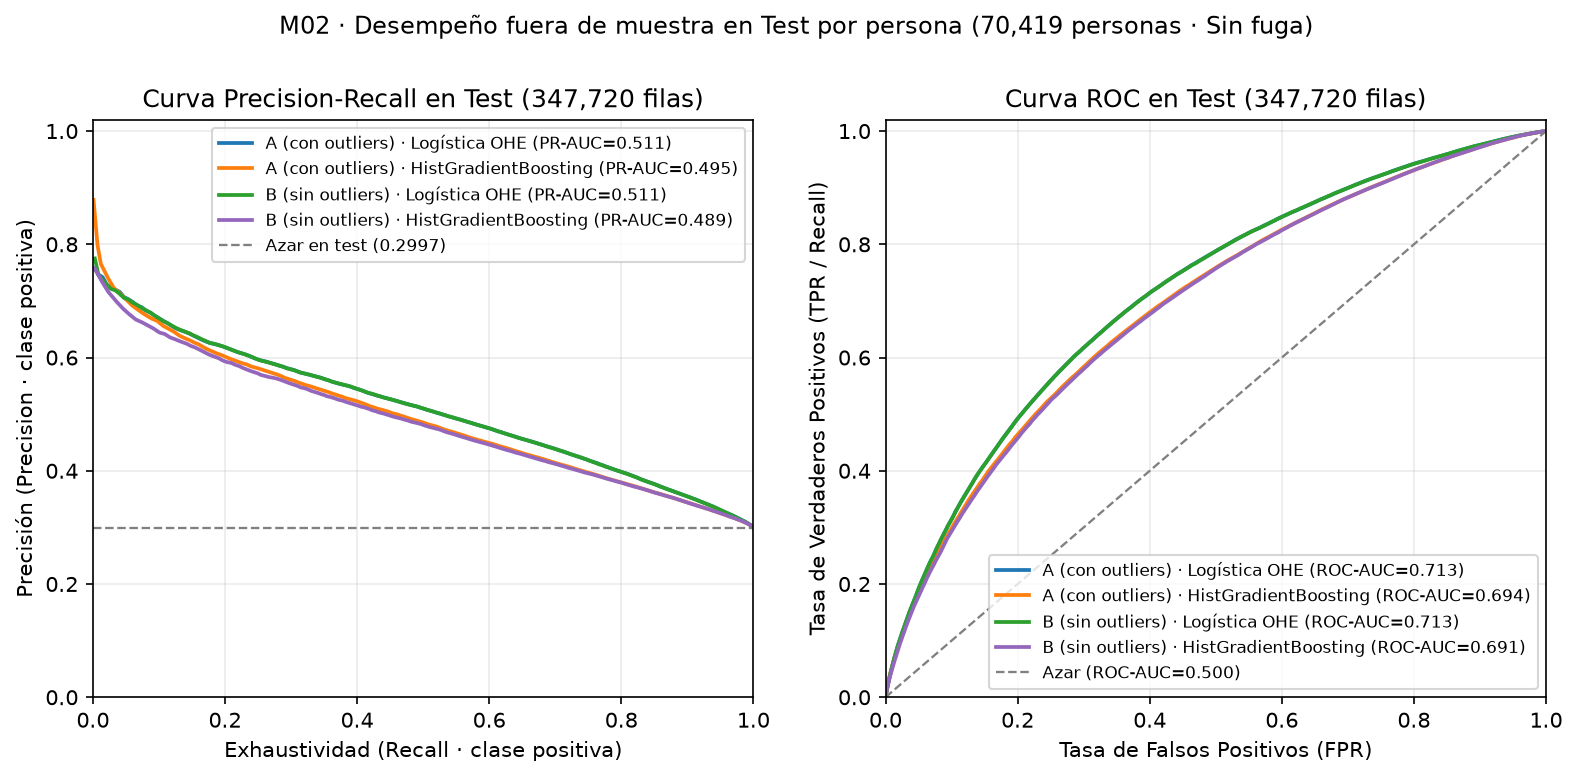 M02 · Desempeño fuera de muestra en Test por persona (70,419 personas · Sin fuga)
Curva Precision-Recall en Test (347,720 filas)
A (con outliers) · Logística OHE (PR-AUC=0.511)
A (con outliers) · HistGradientBoosting (PR-AUC=0.495)
B (sin outliers) · Logística OHE (PR-AUC=0.511)
B (sin outliers) · HistGradientBoosting (PR-AUC=0.489)
Azar en test (0.2997)
Precisión (Precision · clase positiva)
1.0
0.8
0.6
0.4
0.2
0.0
0.0 0.2 0.4 0.6 0.8 1.0
Exhaustividad (Recall · clase positiva)
Curva ROC en Test (347,720 filas)
Tasa de Verdaderos Positivos (TPR / Recall)
1.0
0.8
0.6
0.4
0.2
0.0
A (con outliers) · Logística OHE (ROC-AUC=0.713)
A (con outliers) · HistGradientBoosting (ROC-AUC=0.694)
B (sin outliers) · Logística OHE (ROC-AUC=0.713)
B (sin outliers) · HistGradientBoosting (ROC-AUC=0.691)
Azar (ROC-AUC=0.500)
0.0 0.2 0.4 0.6 0.8 1.0
Tasa de Falsos Positivos (FPR)